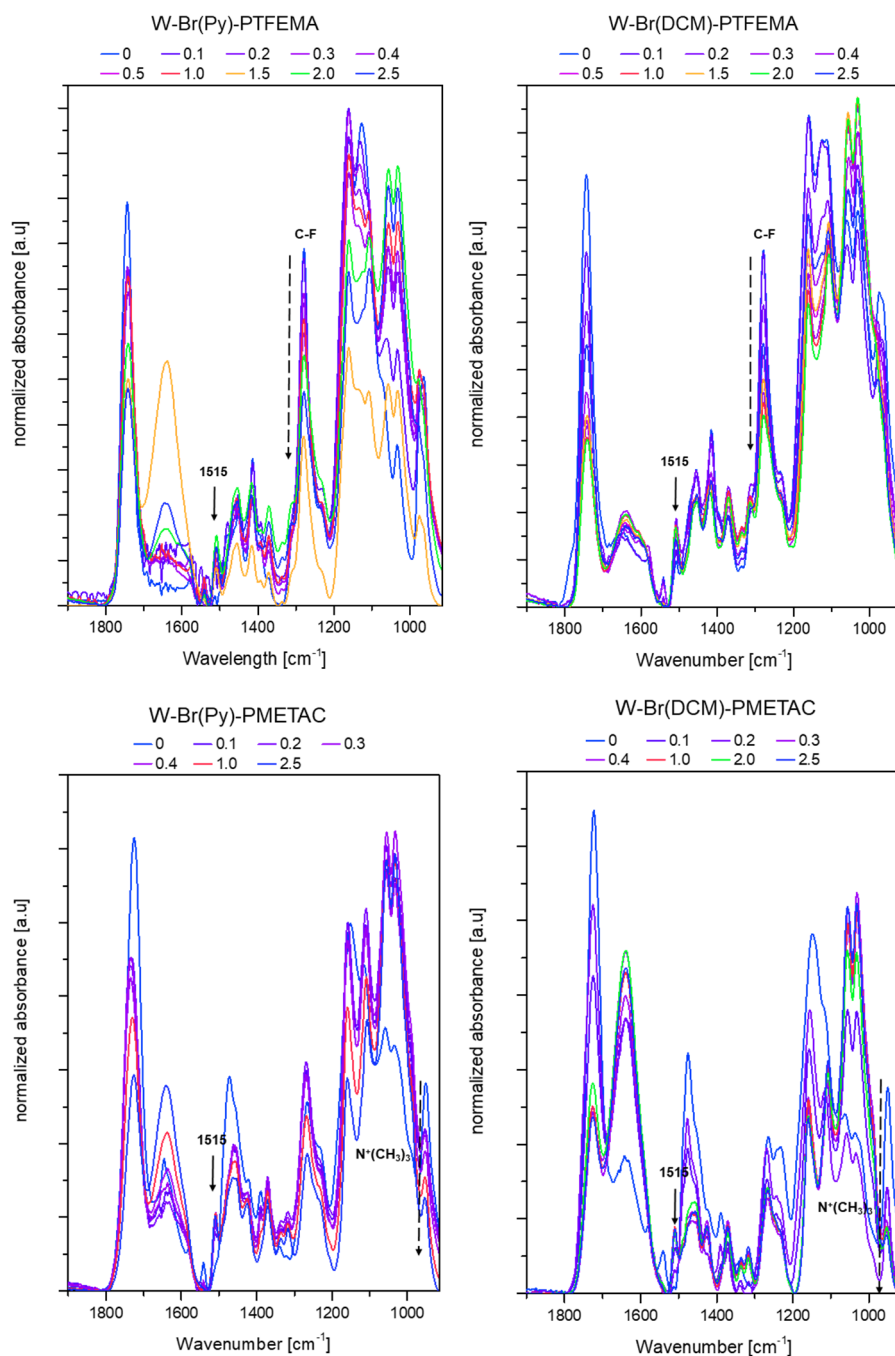 W-Br(Py)-PTFEMA
0 0.1 0.2 0.3 0.4
0.5 1.0 1.5 2.0 2.5
normalized absorbance [a.u]
C-F
1515
1800 1600 1400 1200 1000
Wavelength [cm⁻¹]
W-Br(DCM)-PTFEMA
0 0.1 0.2 0.3 0.4
0.5 1.0 1.5 2.0 2.5
normalized absorbance [a.u]
C-F
1515
1800 1600 1400 1200 1000
Wavenumber [cm⁻¹]
W-Br(Py)-PMETAC
0 0.1 0.2 0.3
0.4 1.0 2.5
normalized absorbance [a.u]
1515
N⁺(CH₃)₃
1800 1600 1400 1200 1000
Wavenumber [cm⁻¹]
W-Br(DCM)-PMETAC
0 0.1 0.2 0.3
0.4 1.0 2.0 2.5
normalized absorbance [a.u]
1515
N⁺(CH₃)₃
1800 1600 1400 1200 1000
Wavenumber [cm⁻¹]